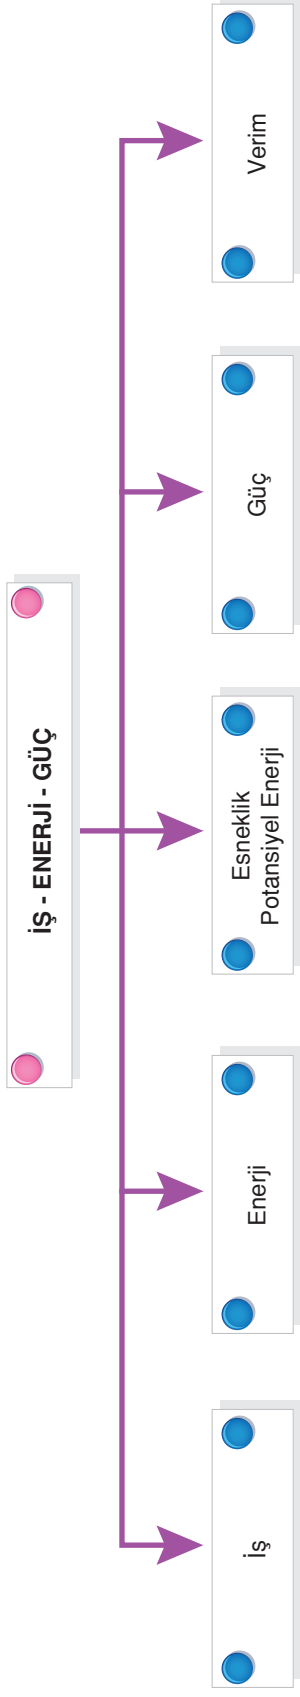 İŞ - ENERJİ - GÜÇ
İş
Enerji
Esneklik
Potansiyel Enerji
Güç
Verim